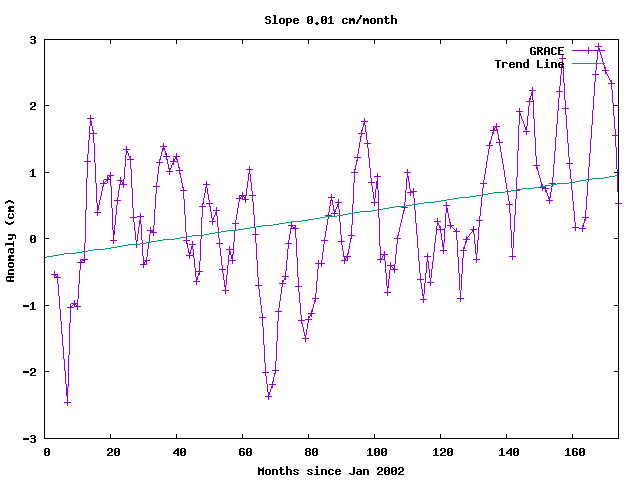 Slope 0.01 cm/month
GRACE
Trend Line
3
2
1
0
-1
-2
-3
Anomaly (cm)
0 20 40 60 80 100 120 140 160
Months since Jan 2002